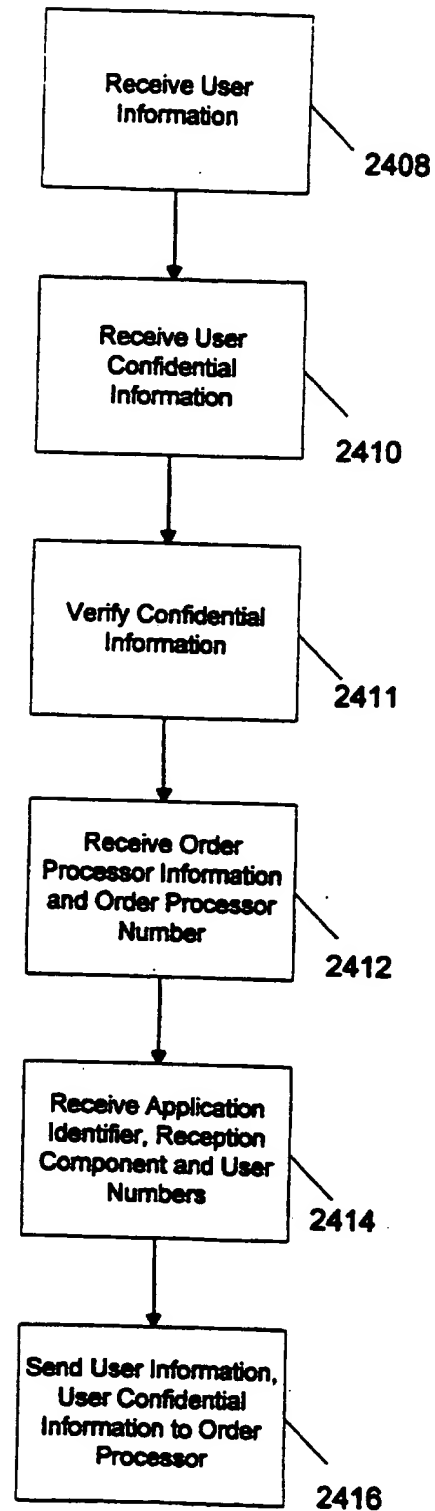 Receive User
Information
2408
Receive User
Confidential
Information
2410
Verify Confidential
Information
2411
Receive Order
Processor Information
and Order Processor
Number
2412
Receive Application
Identifier, Reception
Component and User
Numbers
2414
Send User Information,
User Confidential
Information to Order
Processor
2416